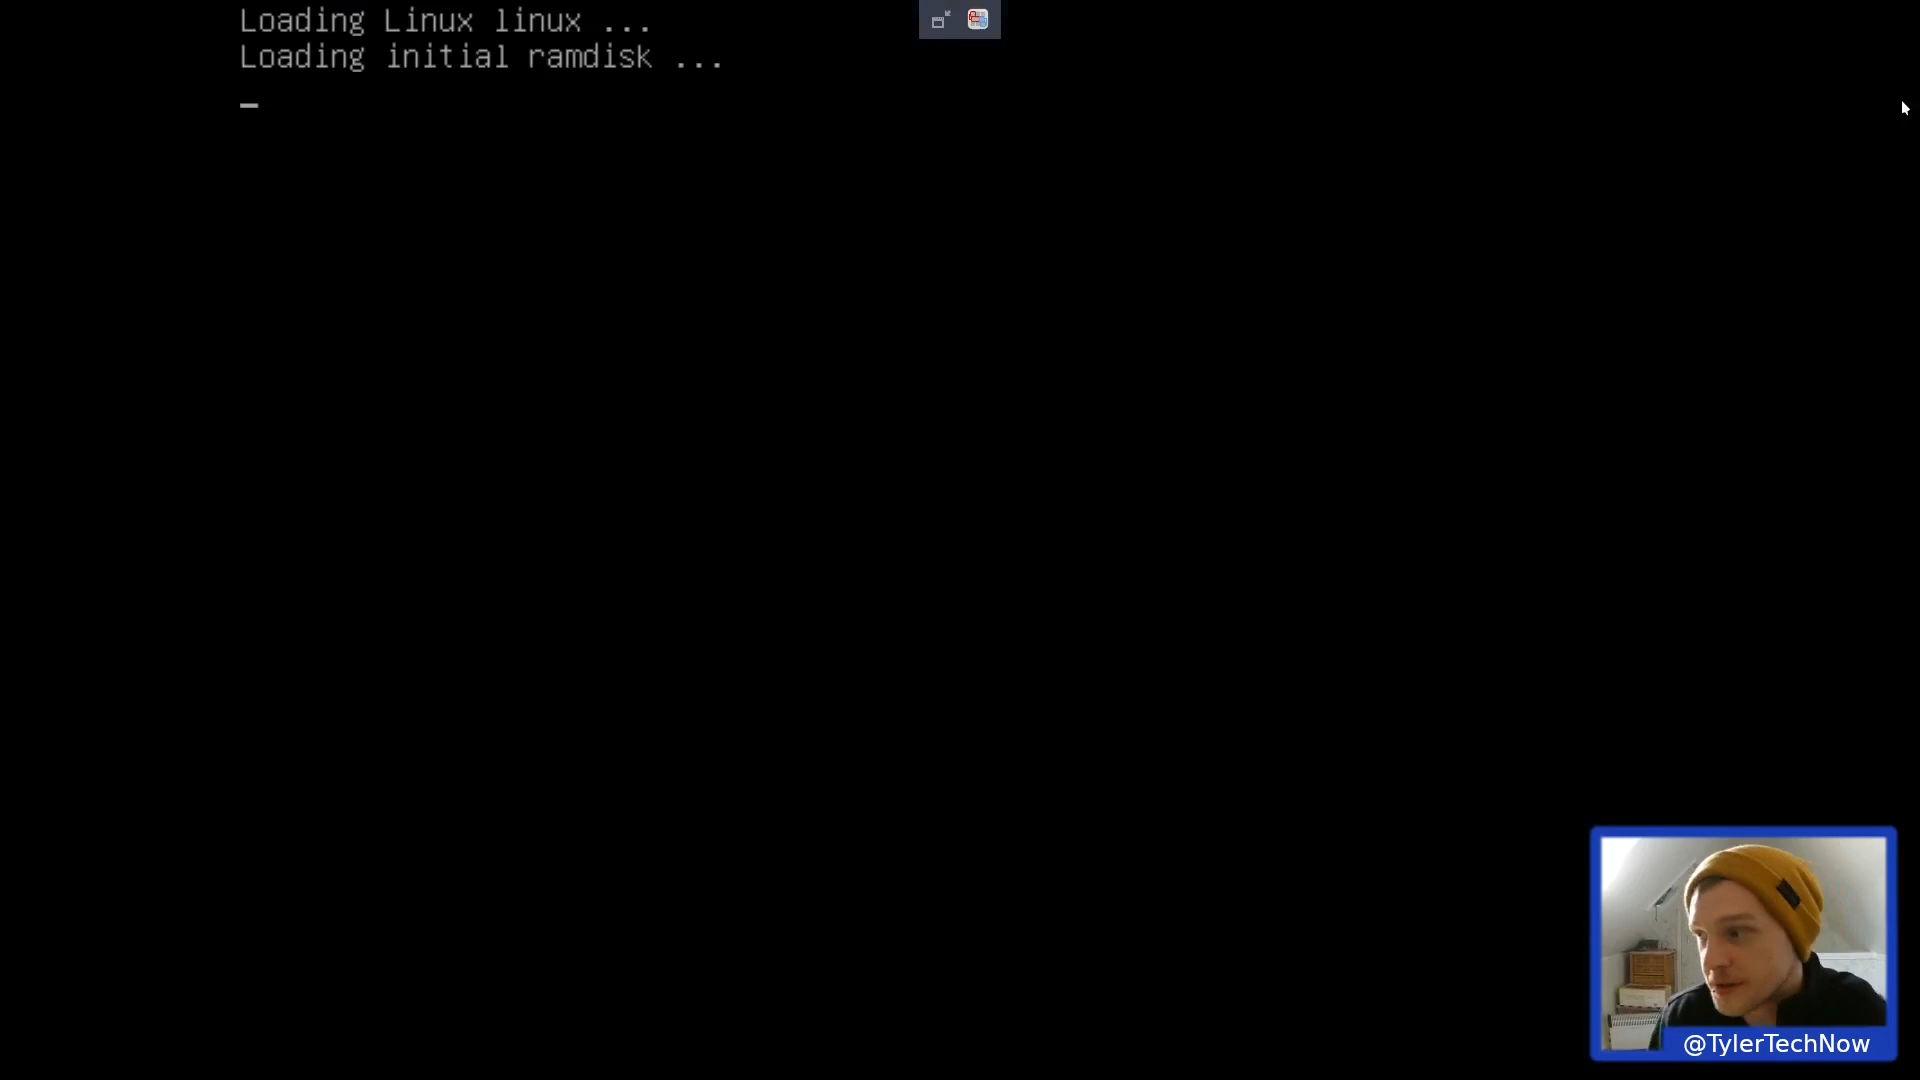 Loading Linux linux ...
Loading initial ramdisk ...
_
@TylerTechNow